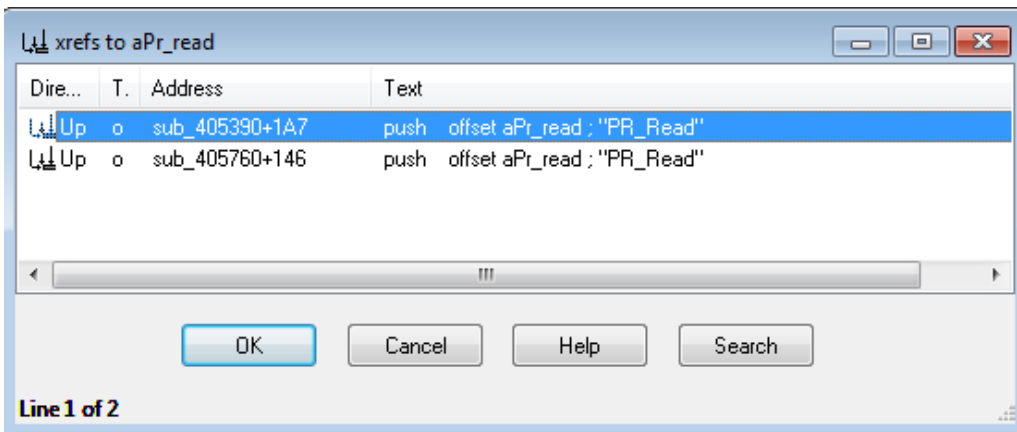 xrefs to aPr_read
Dire... T. Address Text
Up o sub_405390+1A7 push offset aPr_read ; "PR_Read"
Up o sub_405760+146 push offset aPr_read ; "PR_Read"
OK Cancel Help Search
Line 1 of 2